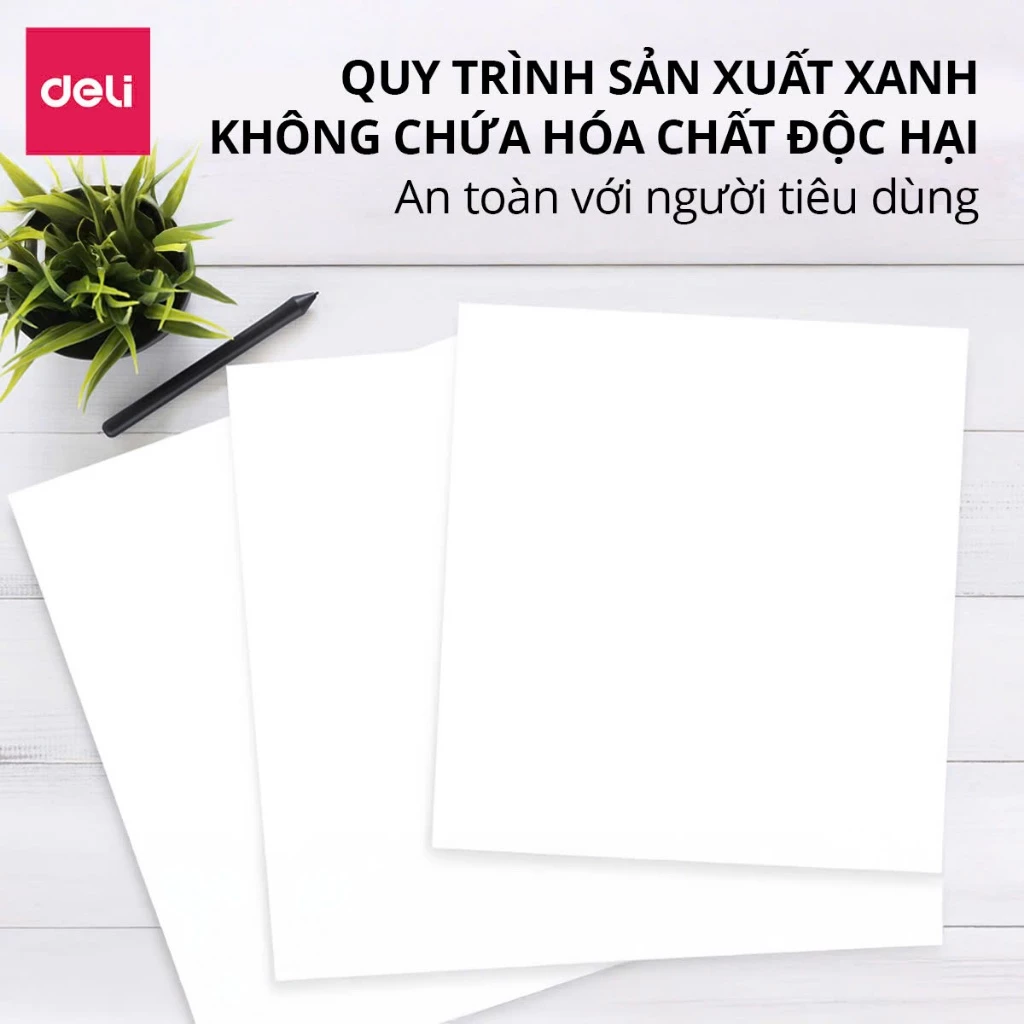 deli
QUY TRÌNH SẢN XUẤT XANH
KHÔNG CHỨA HÓA CHẤT ĐỘC HẠI
An toàn với người tiêu dùng